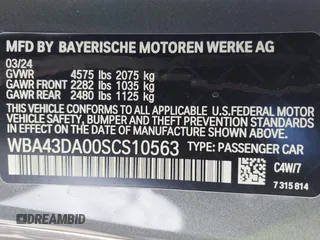 MFD BY BAYERISCHE MOTOREN WERKE AG
03/24
GVWR 4575 lbs 2075 kg
GAWR FRONT 2282 lbs 1035 kg
GAWR REAR 2480 lbs 1125 kg
THIS VEHICLE CONFORMS TO ALL APPLICABLE U.S.FEDERAL MOTOR
VEHICLE SAFETY, BUMPER, AND THEFT PREVENTION STANDARDS IN
EFFECT ON THE DATE OF MANUFACTURE SHOWN ABOVE.
WBA43DA00SCS10563 TYPE: PASSENGER CAR
C4W/7
7 315 814
© DREAMBID